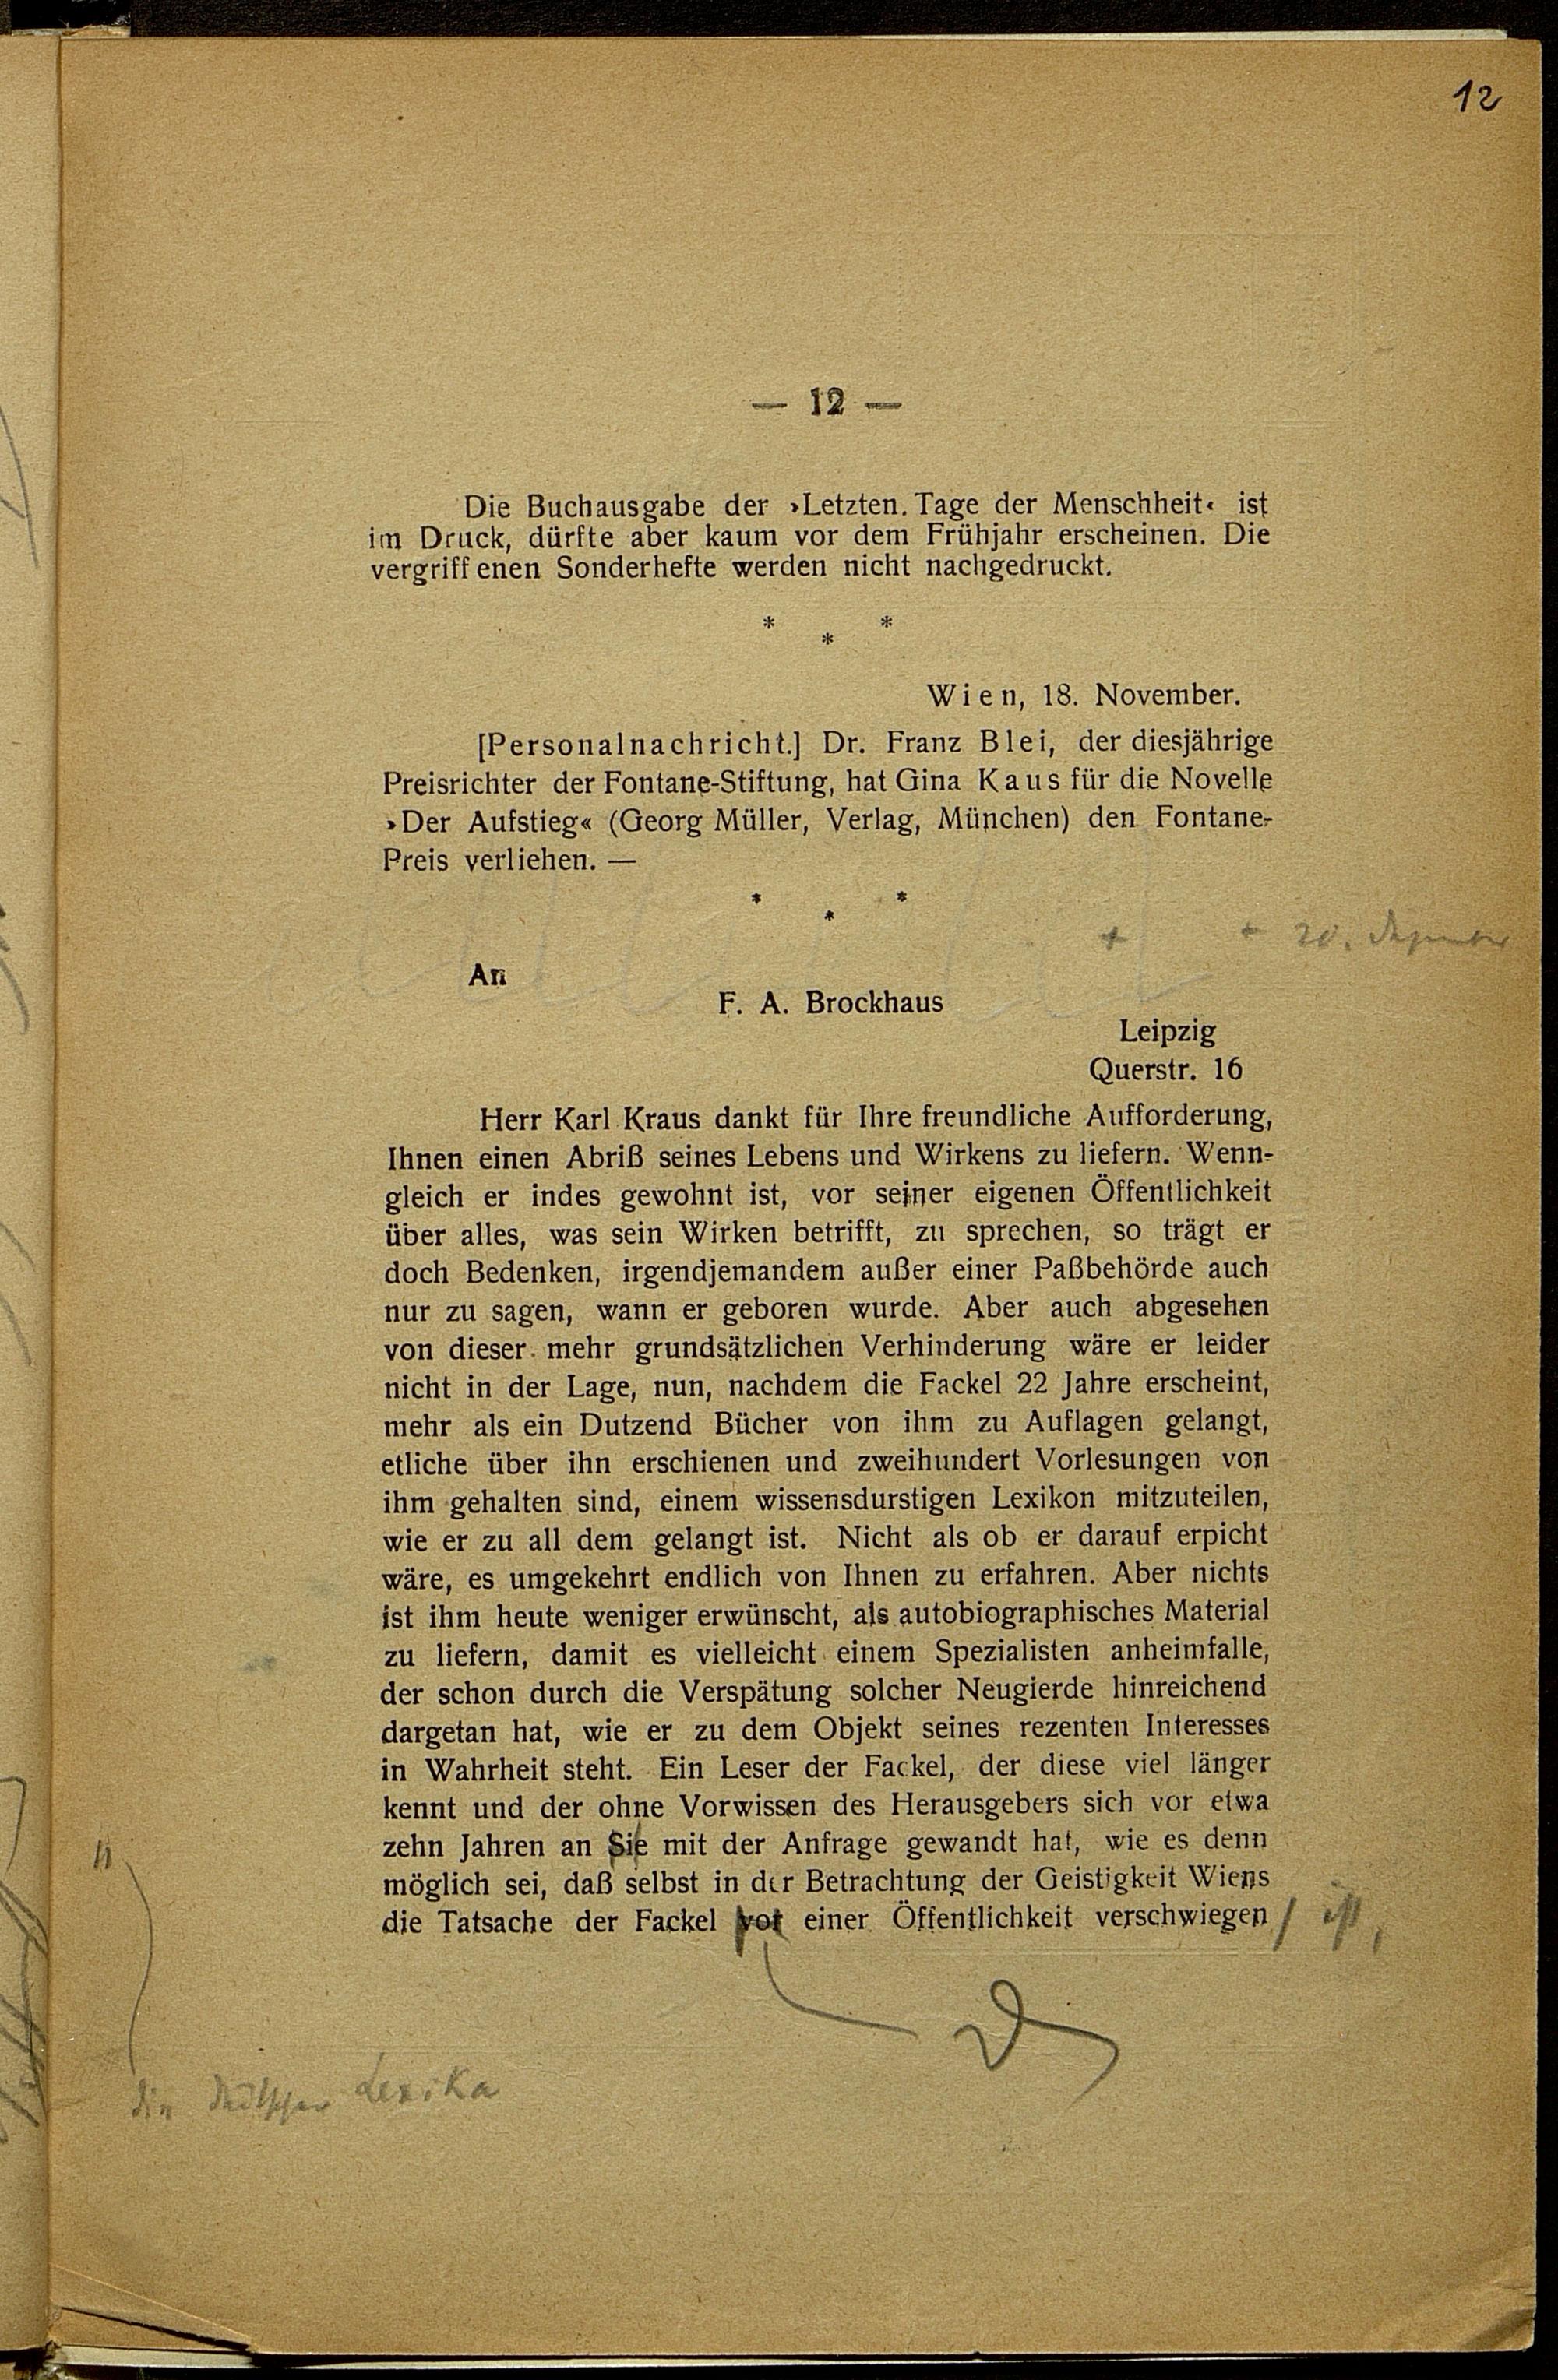 12
— 12 —
Die Buchausgabe der ›Letzten. Tage der Menschheit‹ ist
im Druck, dürfte aber kaum vor dem Frühjahr erscheinen. Die
vergriffenen Sonderhefte werden nicht nachgedruckt.
* * *
Wien, 18. November.
[Personalnachricht.] Dr. Franz Blei, der diesjährige
Preisrichter der Fontane-Stiftung, hat Gina Kaus für die Novelle
›Der Aufstieg« (Georg Müller, Verlag, München) den Fontane-
Preis verliehen. —
* * *
+ + 20. Dezember
An
F. A. Brockhaus
Leipzig
Querstr. 16
Herr Karl Kraus dankt für Ihre freundliche Aufforderung,
Ihnen einen Abriß seines Lebens und Wirkens zu liefern. Wenn-
gleich er indes gewohnt ist, vor seiner eigenen Öffentlichkeit
über alles, was sein Wirken betrifft, zu sprechen, so trägt er
doch Bedenken, irgendjemandem außer einer Paßbehörde auch
nur zu sagen, wann er geboren wurde. Aber auch abgesehen
von dieser mehr grundsätzlichen Verhinderung wäre er leider
nicht in der Lage, nun, nachdem die Fackel 22 Jahre erscheint,
mehr als ein Dutzend Bücher von ihm zu Auflagen gelangt,
etliche über ihn erschienen und zweihundert Vorlesungen von
ihm gehalten sind, einem wissensdurstigen Lexikon mitzuteilen,
wie er zu all dem gelangt ist. Nicht als ob er darauf erpicht
wäre, es umgekehrt endlich von Ihnen zu erfahren. Aber nichts
ist ihm heute weniger erwünscht, als autobiographisches Material
zu liefern, damit es vielleicht einem Spezialisten anheimfalle,
der schon durch die Verspätung solcher Neugierde hinreichend
dargetan hat, wie er zu dem Objekt seines rezenten Interesses
in Wahrheit steht. Ein Leser der Fackel, der diese viel länger
kennt und der ohne Vorwissen des Herausgebers sich vor etwa
zehn Jahren an Sie mit der Anfrage gewandt hat, wie es denn
möglich sei, daß selbst in der Betrachtung der Geistigkeit Wiens
die Tatsache der Fackel vor einer Öffentlichkeit verschwiegen / ist,
die deutscher Lexika